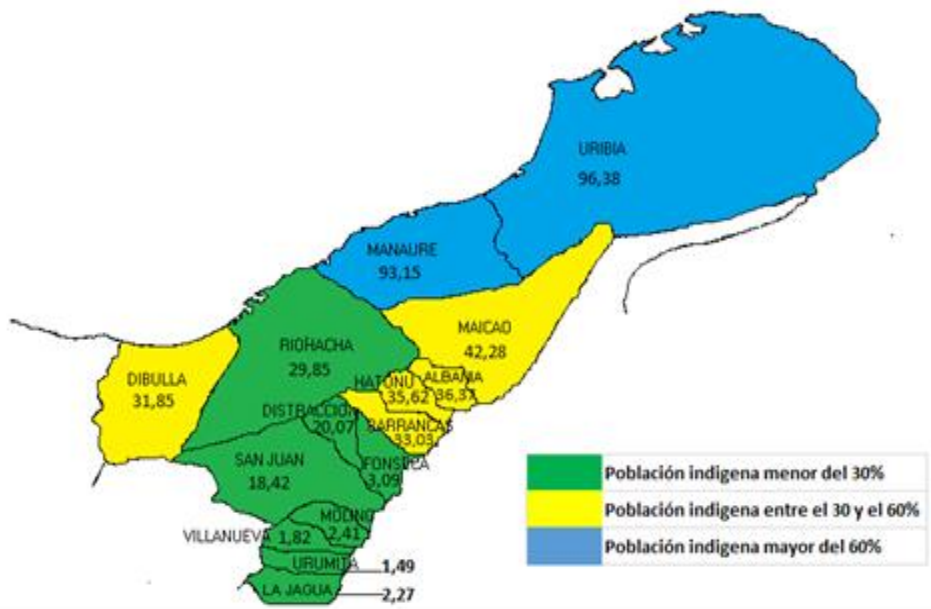 URIBIA
96,38
MANAURE
93,15
MAICAO
42,28
RIOHACHA
29,85
DIBULLA
31,85
HATONU
35,62
ALBANIA
36,37
DISTRACCION
20,07
BARRANCAS
33,03
SAN JUAN
18,42
FONSECA
3,09
MOLINO
2,41
VILLANUEVA 1,82
URUMITA 1,49
LA JAGUA 2,27
Población indigena menor del 30%
Población indigena entre el 30 y el 60%
Población indigena mayor del 60%